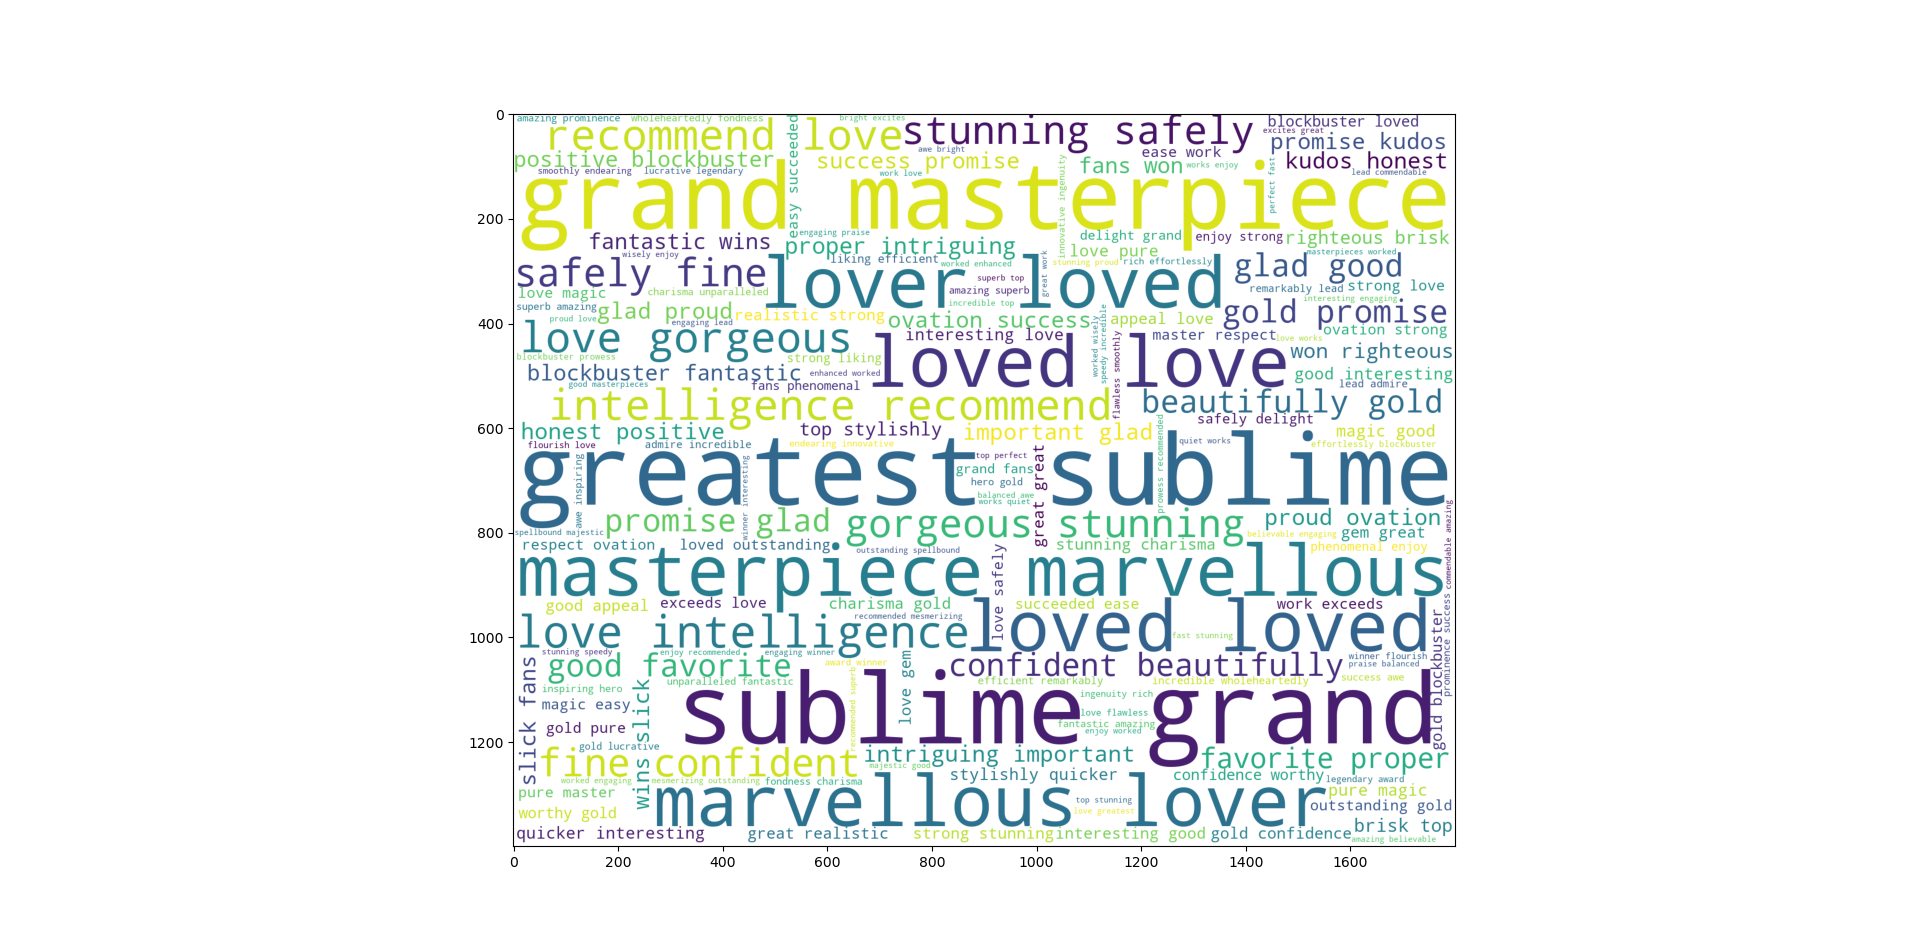 0
amazing prominence wholeheartedly fondness bright excites blockbuster loved
recommend love stunning safely excites great promise kudos
easy succeeded
awe bright ease work
positive blockbuster success promise fans won works enjoy kudos honest
smoothly endearing lucrative legendary work love lead commendable
innovative ingenuity
perfect fast
grand masterpiece
200
engaging praise delight grand enjoy strong righteous brisk
fantastic wins proper intriguing love pure masterpieces worked
wisely enjoy liking efficient worked enhanced stunning proud rich effortlessly
great work
safely fine lover loved glad good
superb top
love magic charisma unparalleled amazing superb remarkably lead strong love
superb amazing incredible top interesting engaging
proud love glad proud realistic strong ovation success appeal love gold promise
400
engaging lead ovation strong
worked wisely
speedy incredible
flawless smoothly
love gorgeous interesting love master respect love works
blockbuster prowess strong liking loved love won righteous
blockbuster fantastic enhanced worked good interesting
good masterpieces fans phenomenal lead admire
intelligence recommend beautifully gold
safely delight
600
honest positive top stylishly important glad magic good
flourish love admire incredible endearing innovative quiet works effortlessly blockbuster
greatest sublime
top perfect
grand fans
hero gold
balanced awe
works quiet
awe inspiring
winner interesting
great great
prowess recommended
promise glad gorgeous stunning proud ovation
800
spellbound majestic believable engaging gem great
respect ovation loved outstanding outstanding spellbound stunning charisma phenomenal enjoy
prominence success commendable amazing
masterpiece marvellous
love safely
good appeal exceeds love charisma gold succeeded ease work exceeds
recommended mesmerizing
1000
love intelligence loved loved
fast stunning
stunning speedy enjoy recommended engaging winner winner flourish
good favorite award winner confident beautifully praise balanced
slick fans
wins slick
love gem
recommended superb
gold blockbuster
inspiring hero unparalleled fantastic efficient remarkably incredible wholeheartedly success awe
magic easy ingenuity rich
sublime grand
love flawless
gold pure fantastic amazing
enjoy worked
1200
gold lucrative
fine confident intriguing important favorite proper
majestic good
worked engaging mesmerizing outstanding fondness charisma stylishly quicker confidence worthy legendary award
pure master marvellous lover pure magic
top stunning
worthy gold love greatest outstanding gold
brisk top
quicker interesting great realistic strong stunning interesting good gold confidence amazing believable
0 200 400 600 800 1000 1200 1400 1600